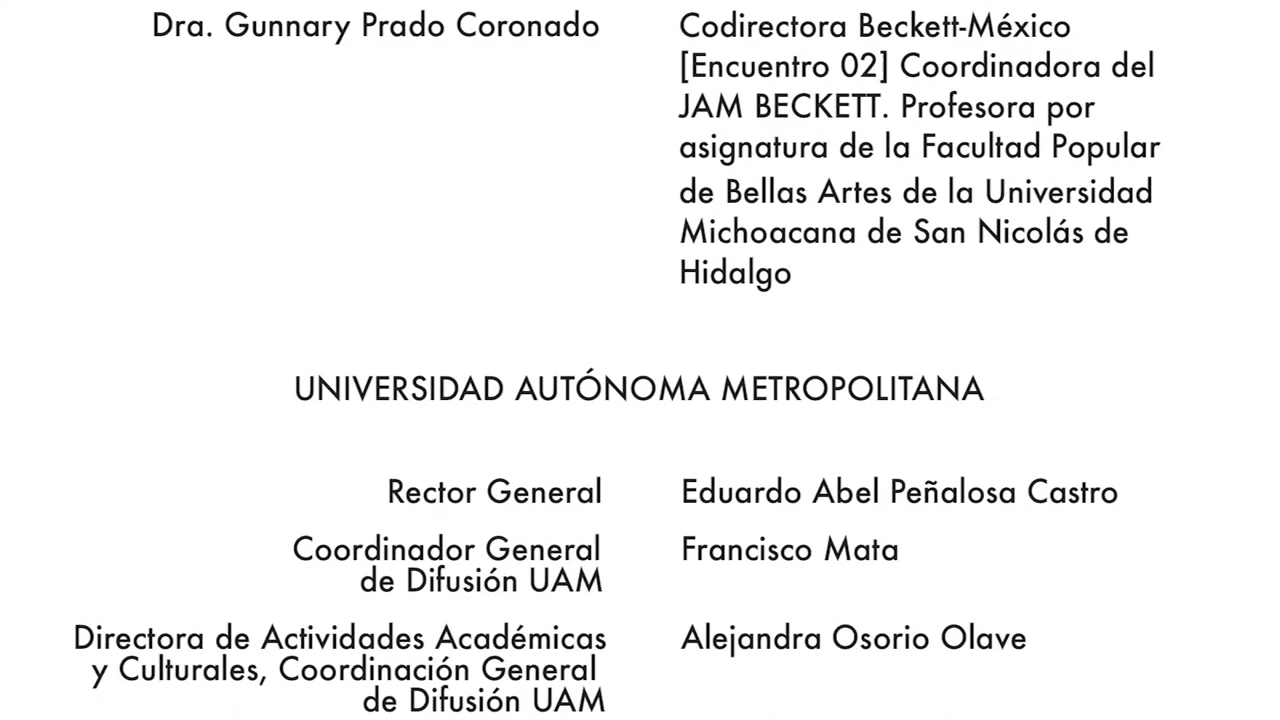 Dra. Gunnary Prado Coronado
Codirectora Beckett-México
[Encuentro 02] Coordinadora del
JAM BECKETT. Profesora por
asignatura de la Facultad Popular
de Bellas Artes de la Universidad
Michoacana de San Nicolás de
Hidalgo
UNIVERSIDAD AUTÓNOMA METROPOLITANA
Rector General
Eduardo Abel Peñalosa Castro
Coordinador General
de Difusión UAM
Francisco Mata
Directora de Actividades Académicas
y Culturales, Coordinación General
de Difusión UAM
Alejandra Osorio Olave